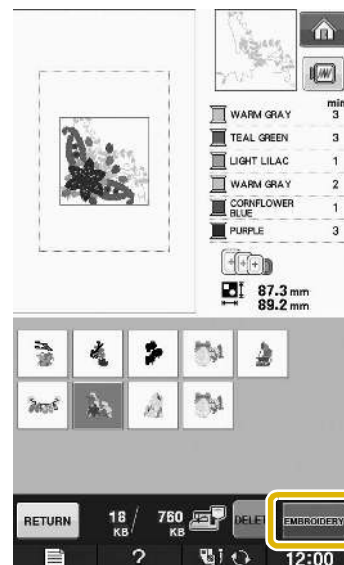 min
WARM GRAY 3
TEAL GREEN 3
LIGHT LILAC 1
WARM GRAY 2
CORNFLOWER
BLUE 1
PURPLE 3
87.3 mm
89.2 mm
RETURN
18 / 760
KB KB
DELET
EMBROIDERY
?
12:00